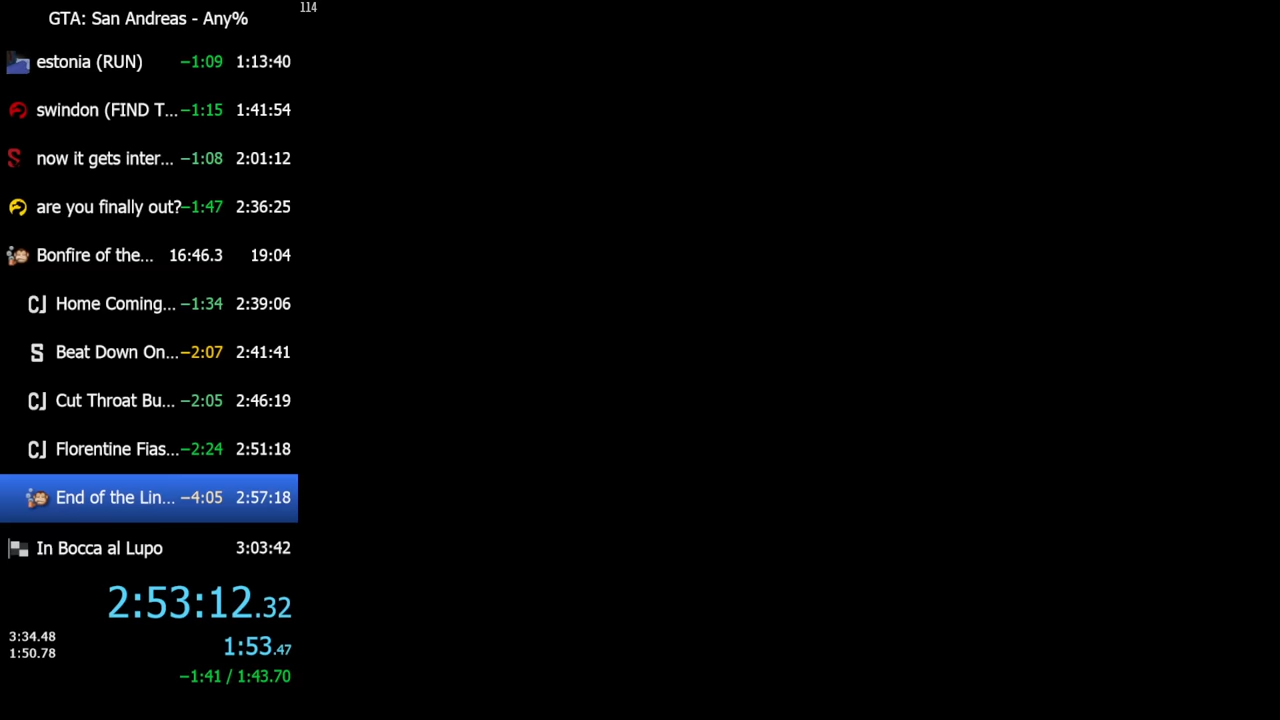 GTA: San Andreas - Any%
114
estonia (RUN) −1:09 1:13:40
swindon (FIND T... −1:15 1:41:54
now it gets inter... −1:08 2:01:12
are you finally out? −1:47 2:36:25
Bonfire of the... 16:46.3 19:04
CJ Home Coming... −1:34 2:39:06
S Beat Down On... −2:07 2:41:41
CJ Cut Throat Bu... −2:05 2:46:19
CJ Florentine Fias... −2:24 2:51:18
End of the Lin... −4:05 2:57:18
In Bocca al Lupo 3:03:42
2:53:12.32
3:34.48
1:50.78
1:53.47
−1:41 / 1:43.70